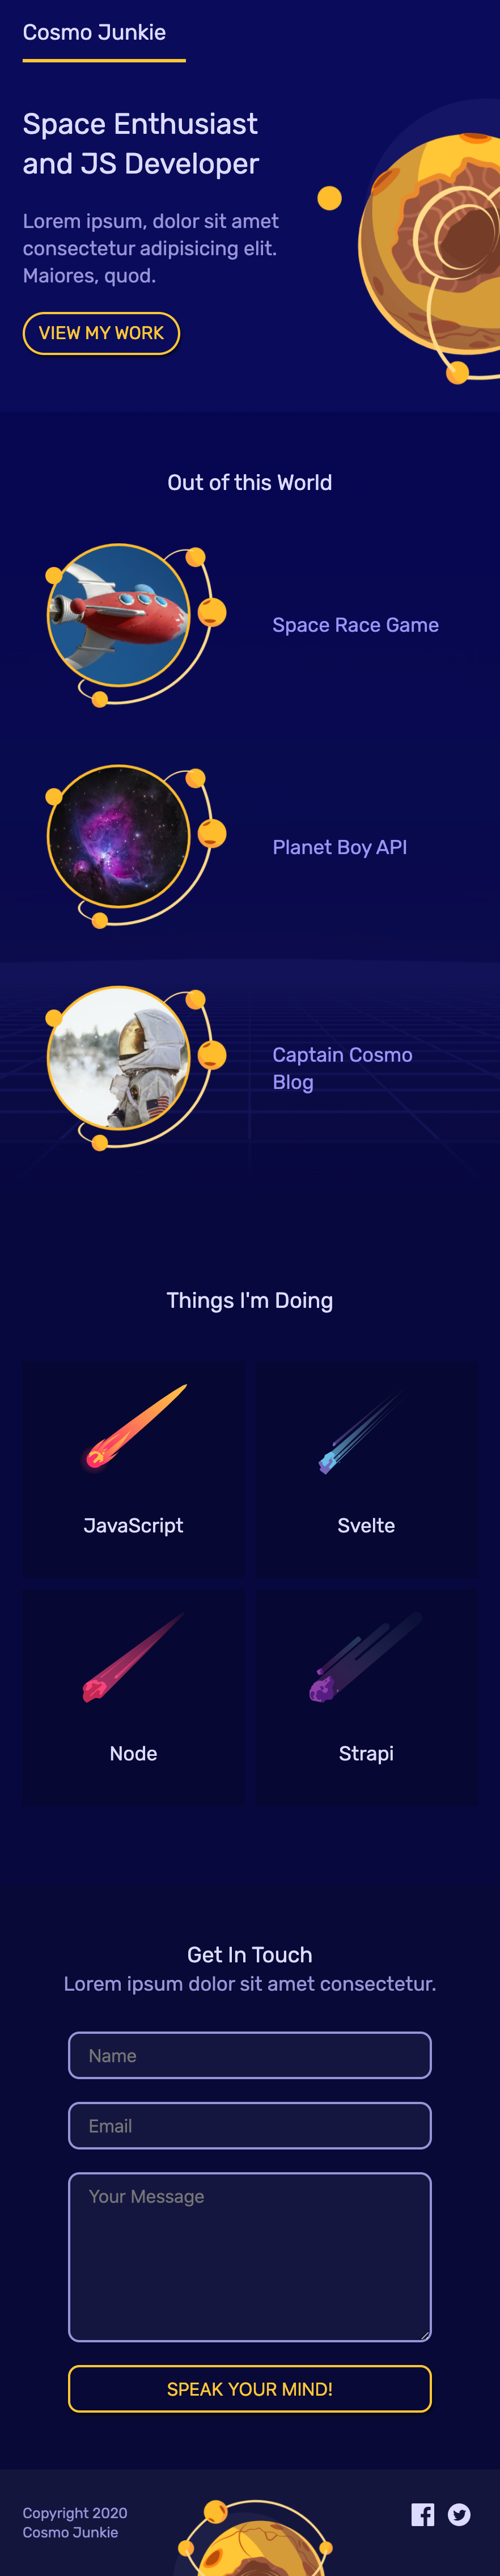 Cosmo Junkie
Space Enthusiast
and JS Developer
Lorem ipsum, dolor sit amet
consectetur adipisicing elit.
Maiores, quod.
VIEW MY WORK
Out of this World
Space Race Game
Planet Boy API
Captain Cosmo
Blog
Things I'm Doing
JavaScript
Svelte
Node
Strapi
Get In Touch
Lorem ipsum dolor sit amet consectetur.
Name
Email
Your Message
SPEAK YOUR MIND!
Copyright 2020
Cosmo Junkie